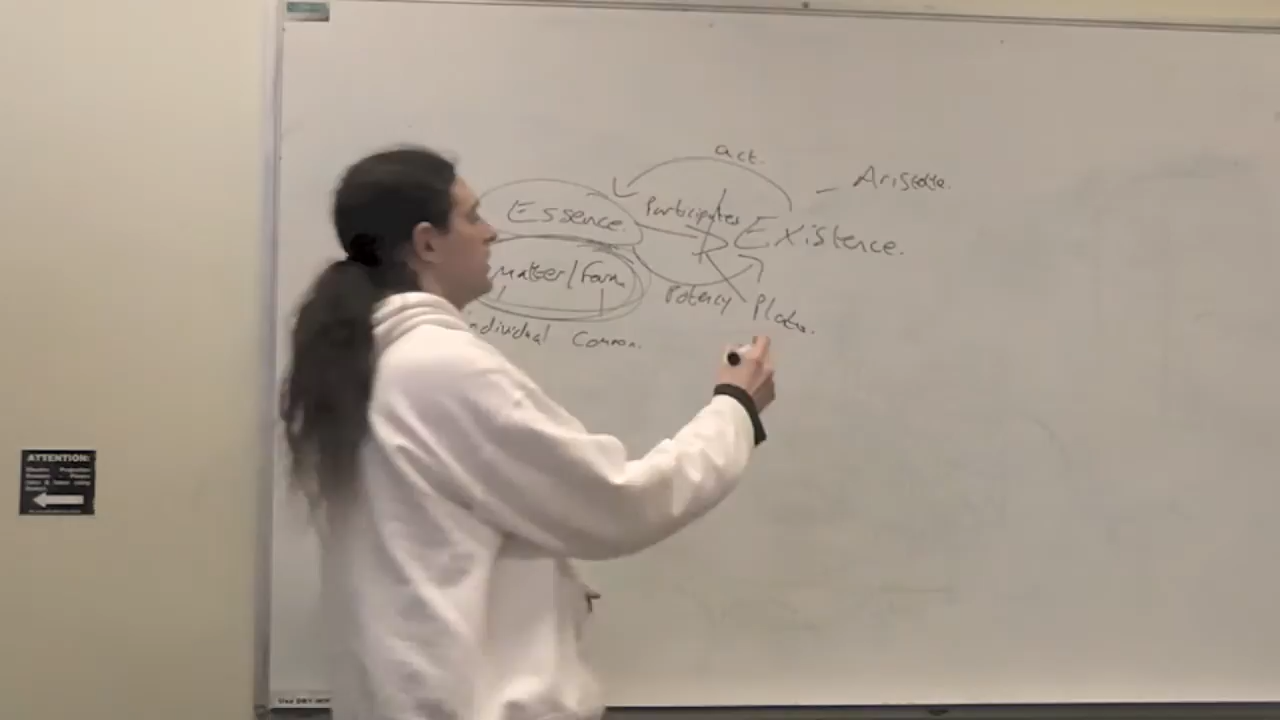 act.
Aristotle.
Essence.
Participates
Existence.
matter/Form
Potency
Plato.
Individual Common.
ATTENTION: